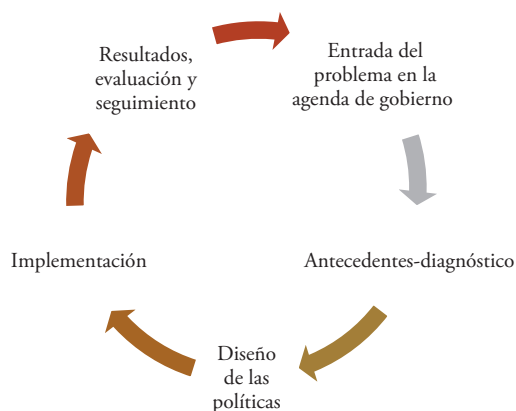 Resultados,
evaluación y
seguimiento
Entrada del
problema en la
agenda de gobierno
Antecedentes-diagnóstico
Diseño
de las
políticas
Implementación